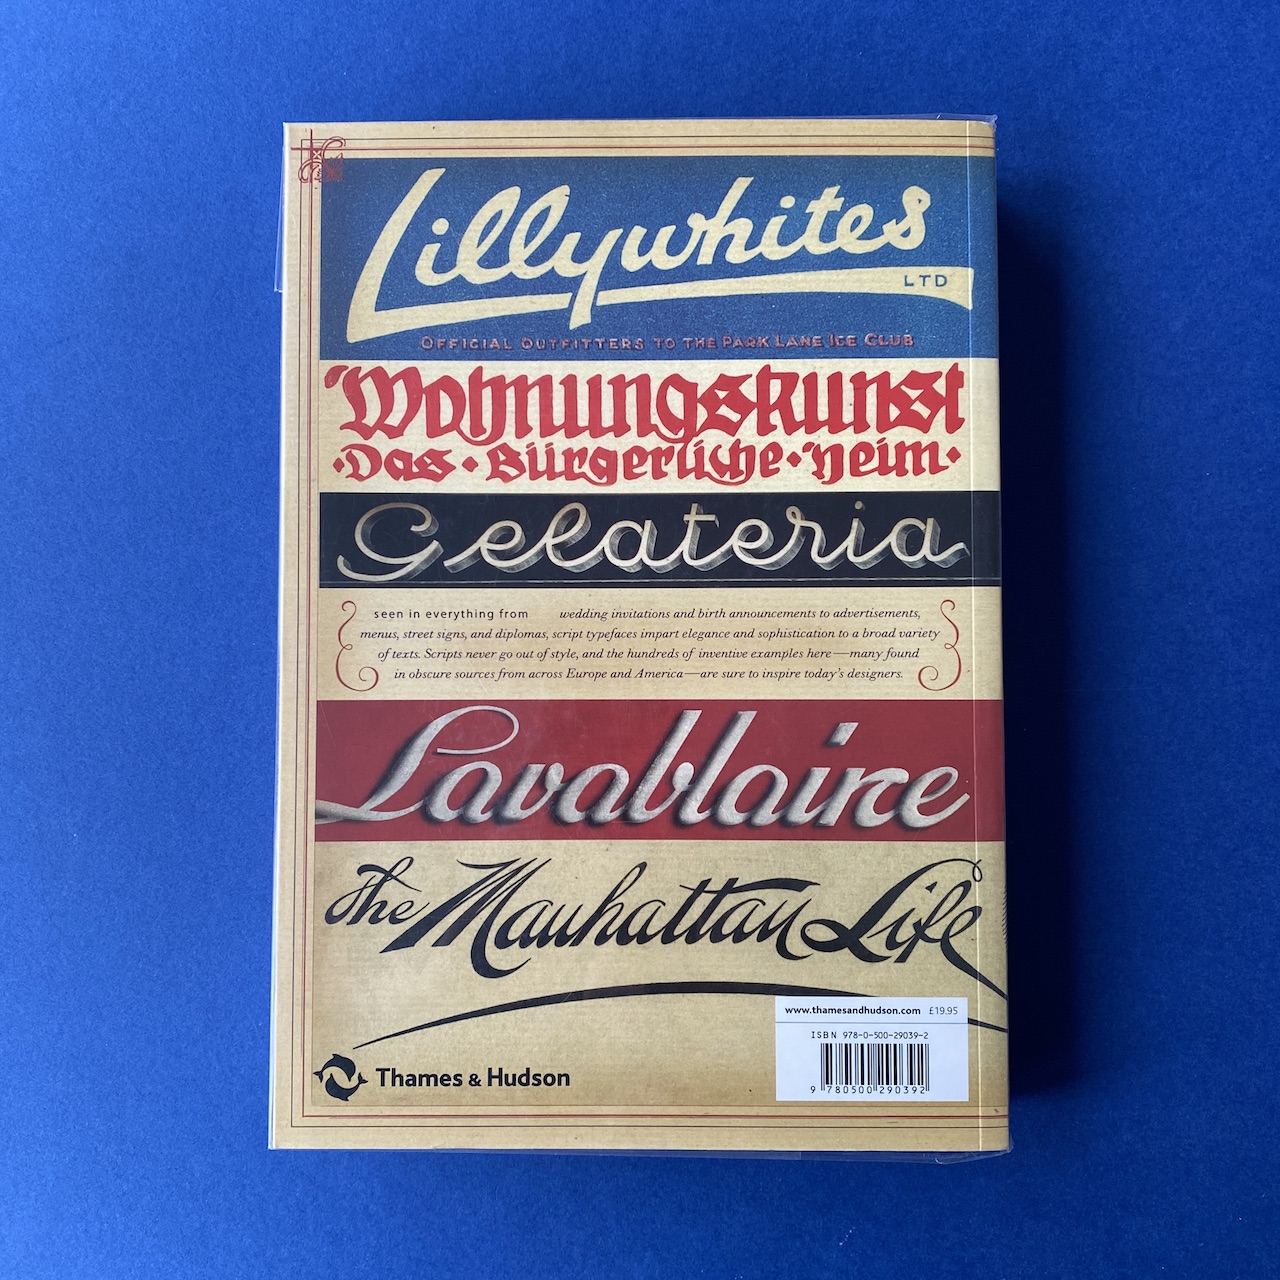 Lillywhites
LTD
OFFICIAL OUTFITTERS TO THE PARK LANE ICE CLUB
Wohnungskunst
·Das·Bürgerliche·Heim·
Gelateria
seen in everything from wedding invitations and birth announcements to advertisements,
menus, street signs, and diplomas, script typefaces impart elegance and sophistication to a broad variety
of texts. Scripts never go out of style, and the hundreds of inventive examples here—many found
in obscure sources from across Europe and America—are sure to inspire today's designers.
Lavablaine
The Manhattan Life
www.thamesandhudson.com £19.95
ISBN 978-0-500-29039-2
9 780500 290392
Thames & Hudson